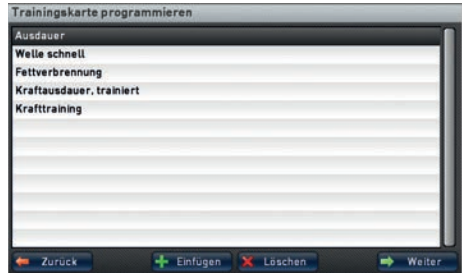 Trainingskarte programmieren
Ausdauer
Welle schnell
Fettverbrennung
Kraftausdauer, trainiert
Krafttraining
Zurück Einfügen Löschen Weiter